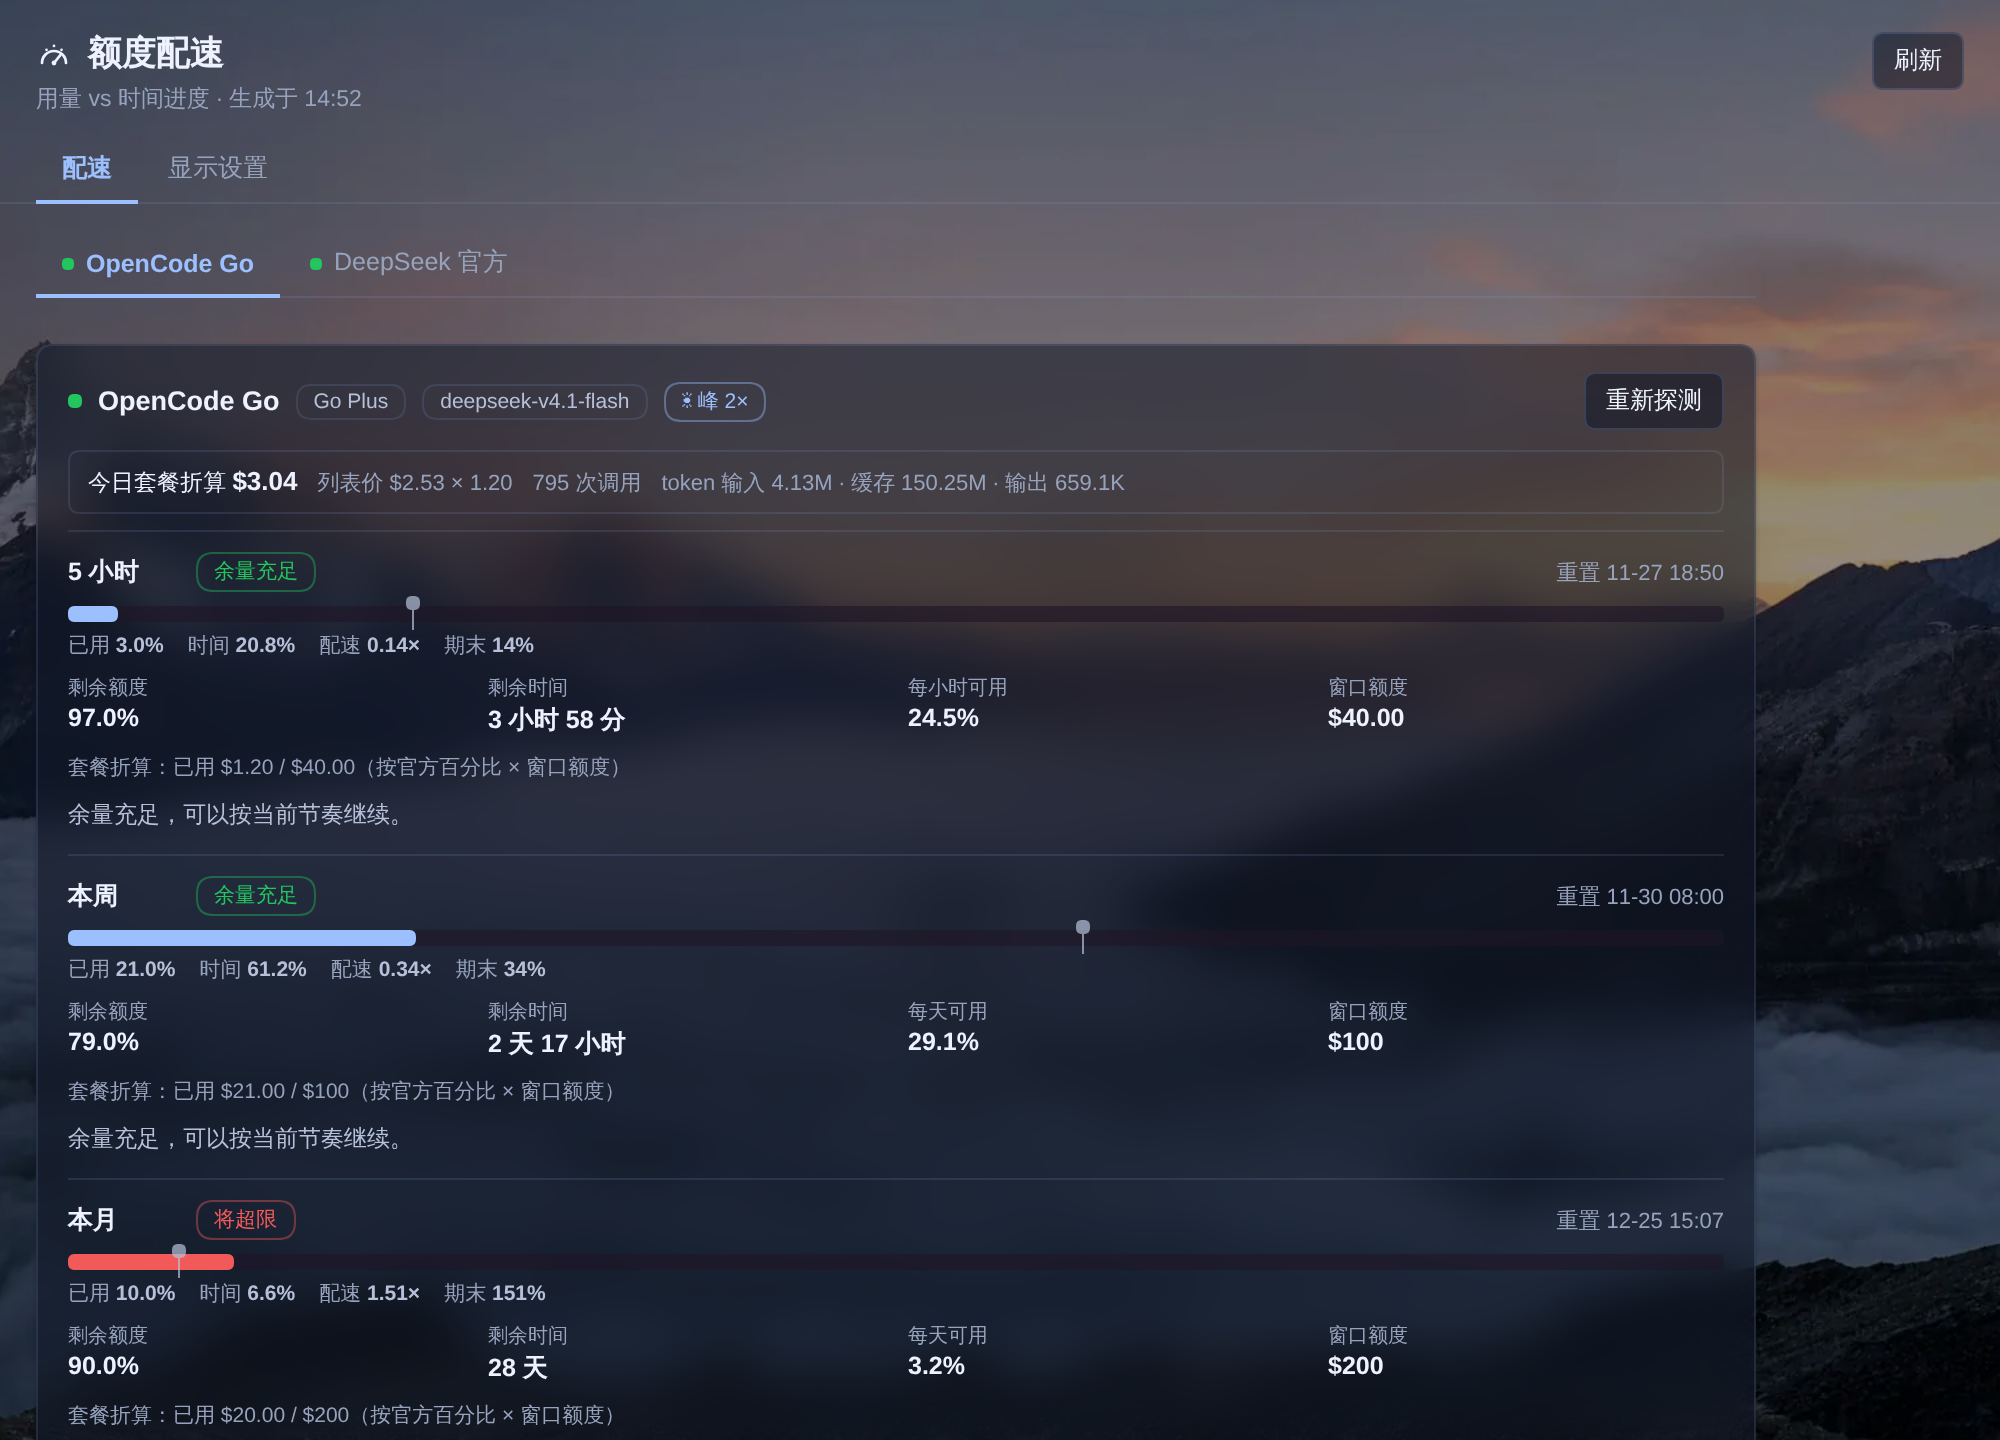 额度配速
刷新
用量 vs 时间进度 · 生成于 14:52
配速 显示设置
OpenCode Go DeepSeek 官方
OpenCode Go Go Plus deepseek-v4.1-flash 峰 2× 重新探测
今日套餐折算 $3.04 列表价 $2.53 × 1.20 795 次调用 token 输入 4.13M · 缓存 150.25M · 输出 659.1K
5 小时 余量充足 重置 11-27 18:50
已用 3.0% 时间 20.8% 配速 0.14× 期末 14%
剩余额度 剩余时间 每小时可用 窗口额度
97.0% 3 小时 58 分 24.5% $40.00
套餐折算：已用 $1.20 / $40.00（按官方百分比 × 窗口额度）
余量充足，可以按当前节奏继续。
本周 余量充足 重置 11-30 08:00
已用 21.0% 时间 61.2% 配速 0.34× 期末 34%
剩余额度 剩余时间 每天可用 窗口额度
79.0% 2 天 17 小时 29.1% $100
套餐折算：已用 $21.00 / $100（按官方百分比 × 窗口额度）
余量充足，可以按当前节奏继续。
本月 将超限 重置 12-25 15:07
已用 10.0% 时间 6.6% 配速 1.51× 期末 151%
剩余额度 剩余时间 每天可用 窗口额度
90.0% 28 天 3.2% $200
套餐折算：已用 $20.00 / $200（按官方百分比 × 窗口额度）